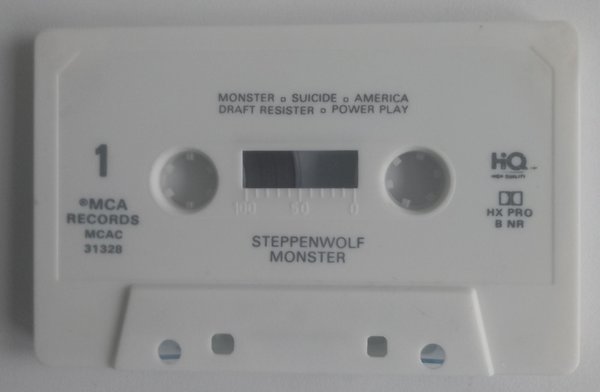 MONSTER o SUICIDE o AMERICA
DRAFT RESISTER o POWER PLAY
1
HQ
HIGH QUALITY
®MCA
RECORDS
MCAC
31328
HX PRO
B NR
100 50 0
STEPPENWOLF
MONSTER